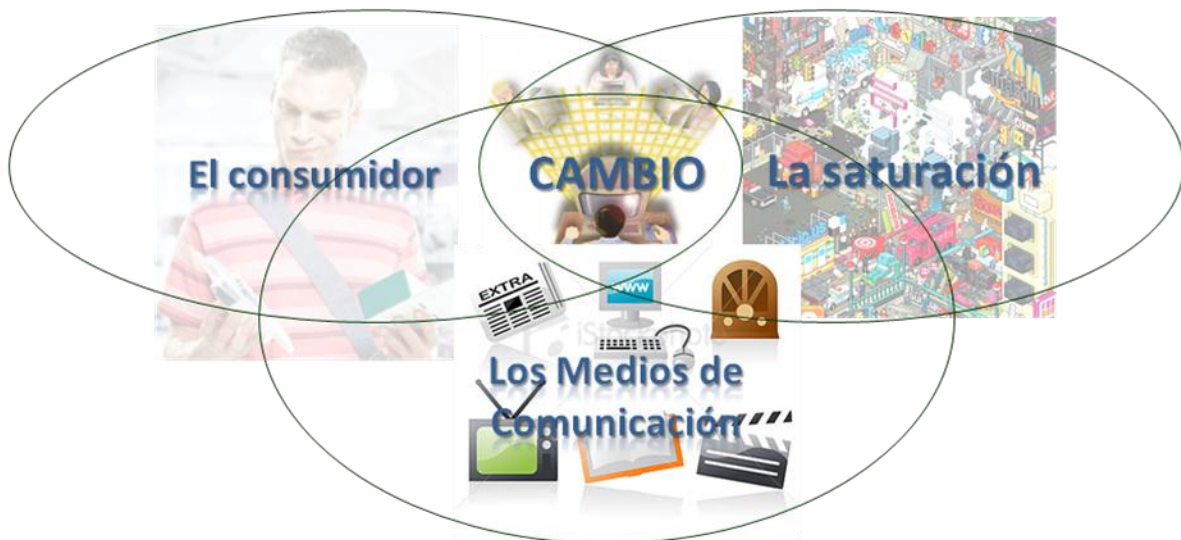 El consumidor
CAMBIO
La saturación
EXTRA
WWW
Los Medios de
Comunicación